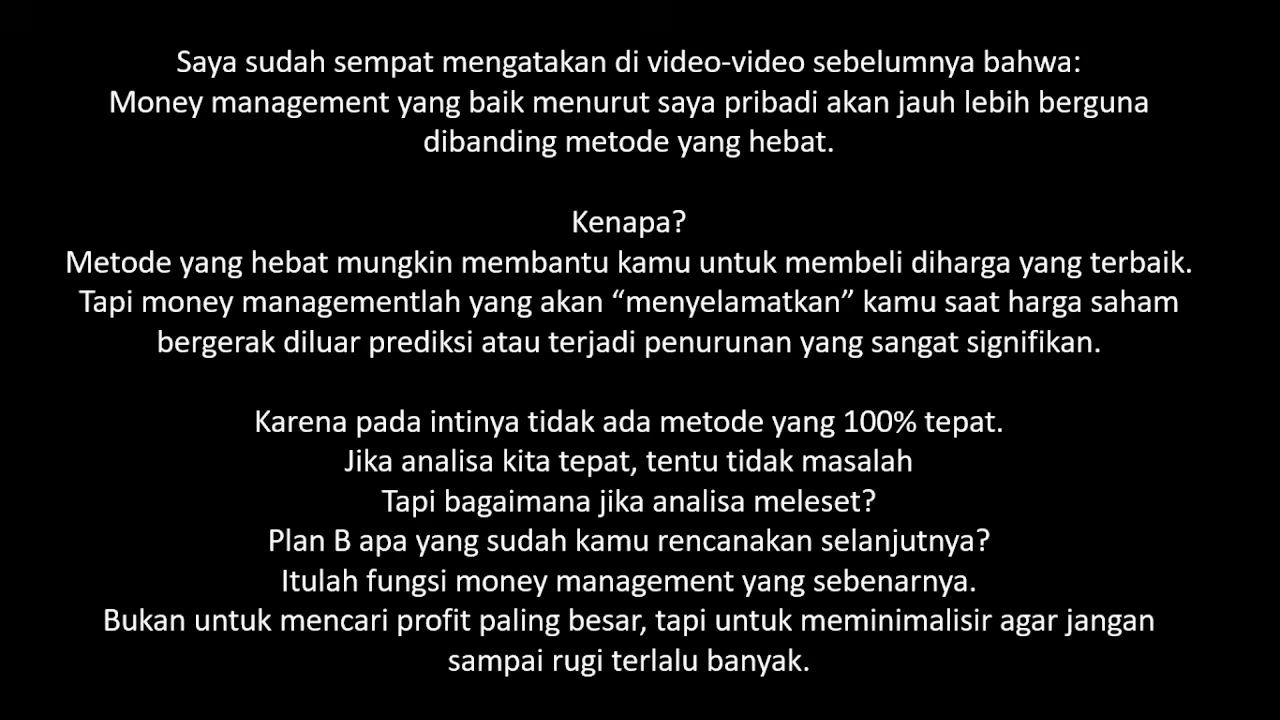 Saya sudah sempat mengatakan di video-video sebelumnya bahwa:
Money management yang baik menurut saya pribadi akan jauh lebih berguna
dibanding metode yang hebat.
Kenapa?
Metode yang hebat mungkin membantu kamu untuk membeli diharga yang terbaik.
Tapi money managementlah yang akan “menyelamatkan” kamu saat harga saham
bergerak diluar prediksi atau terjadi penurunan yang sangat signifikan.
Karena pada intinya tidak ada metode yang 100% tepat.
Jika analisa kita tepat, tentu tidak masalah
Tapi bagaimana jika analisa meleset?
Plan B apa yang sudah kamu rencanakan selanjutnya?
Itulah fungsi money management yang sebenarnya.
Bukan untuk mencari profit paling besar, tapi untuk meminimalisir agar jangan
sampai rugi terlalu banyak.